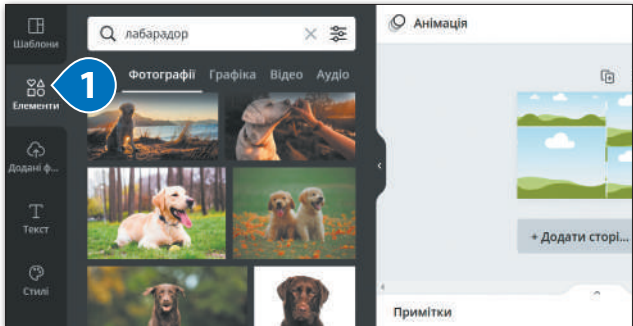 Шаблони
Елементи
Додані ф...
Текст
Стилі
1
лабарадор
Фотографії Графіка Відео Аудіо
Анімація
+ Додати сторі...
Примітки